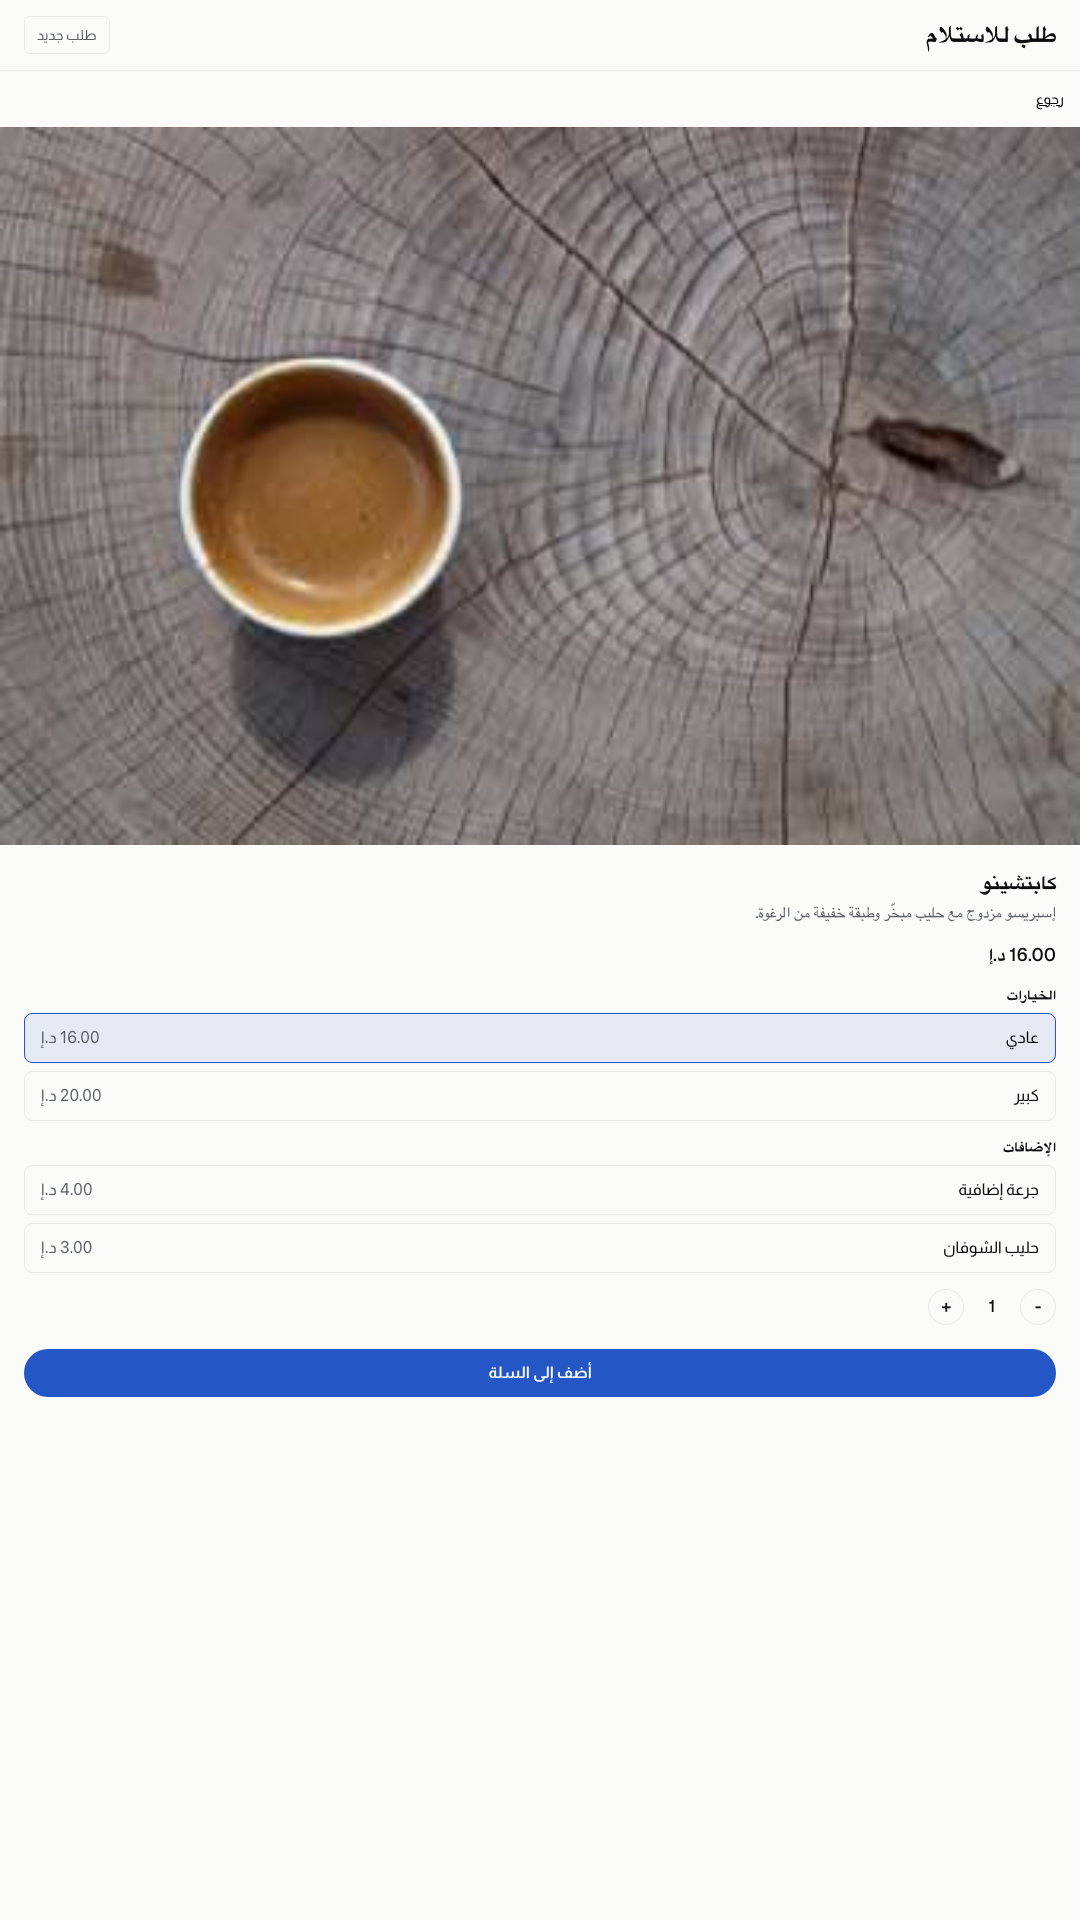 طلب للاستلام
طلب جديد
رجوع
كابتشينو
إسبريسو مزدوج مع حليب مبخّر وطبقة خفيفة من الرغوة.
16.00 د.إ
الخيارات
عادي 16.00 د.إ
كبير 20.00 د.إ
الإضافات
جرعة إضافية 4.00 د.إ
حليب الشوفان 3.00 د.إ
- 1 +
أضف إلى السلة